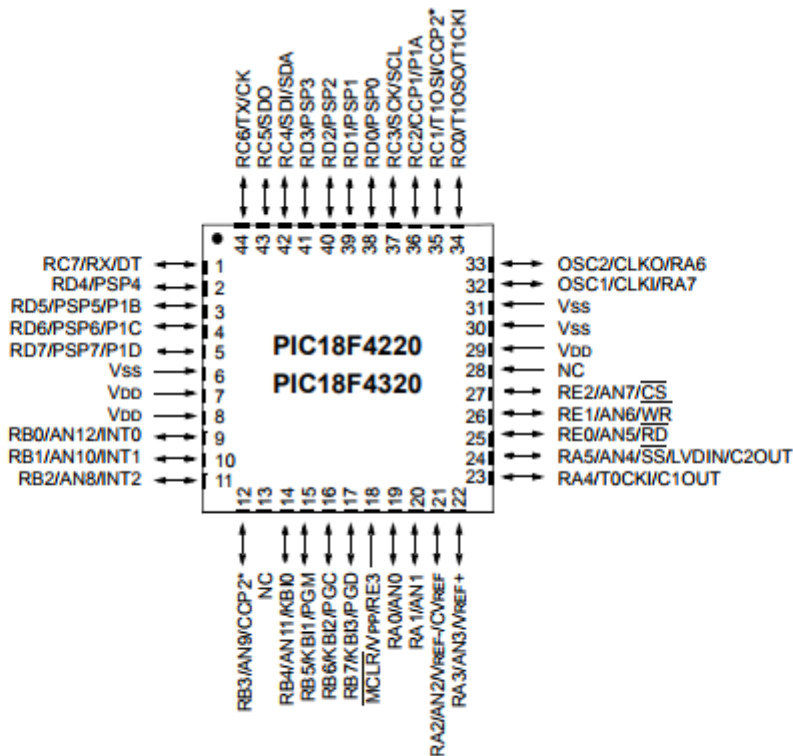 RC6/TX/CK
RC5/SDO
RC4/SDI/SDA
RD3/PSP3
RD2/PSP2
RD1/PSP1
RD0/PSP0
RC3/SCK/SCL
RC2/CCP1/P1A
RC1/T1OSI/CCP2*
RC0/T1OSO/T1CKI
44 43 42 41 40 39 38 37 36 35 34
RC7/RX/DT 1
RD4/PSP4 2
RD5/PSP5/P1B 3
RD6/PSP6/P1C 4
RD7/PSP7/P1D 5
VSS 6
VDD 7
VDD 8
RB0/AN12/INT0 9
RB1/AN10/INT1 10
RB2/AN8/INT2 11
PIC18F4220
PIC18F4320
33 OSC2/CLKO/RA6
32 OSC1/CLKI/RA7
31 VSS
30 VSS
29 VDD
28 NC
27 RE2/AN7/CS
26 RE1/AN6/WR
25 RE0/AN5/RD
24 RA5/AN4/SS/LVDIN/C2OUT
23 RA4/T0CKI/C1OUT
12 13 14 15 16 17 18 19 20 21 22
RB3/AN9/CCP2*
NC
RB4/AN11/KBI0
RB5/KBI1/PGM
RB6/KBI2/PGC
RB7/KBI3/PGD
MCLR/VPP/RE3
RA0/AN0
RA1/AN1
RA2/AN2/VREF-/CVREF
RA3/AN3/VREF+